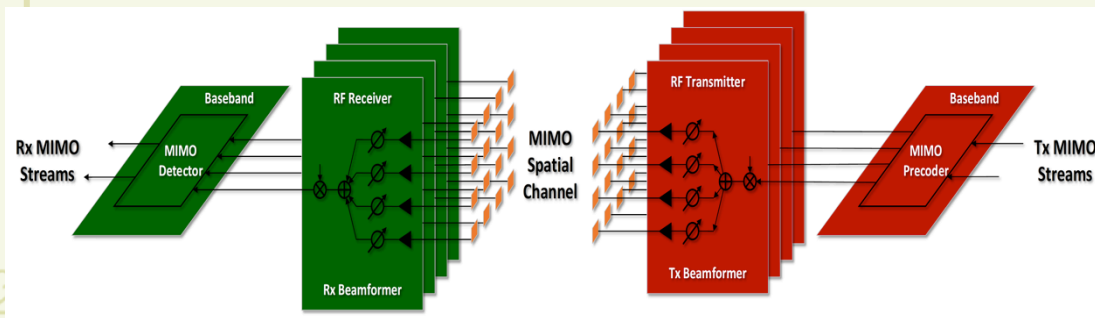 Rx MIMO
Streams
Baseband
MIMO
Detector
RF Receiver
Rx Beamformer
MIMO
Spatial
Channel
RF Transmitter
Tx Beamformer
Baseband
MIMO
Precoder
Tx MIMO
Streams